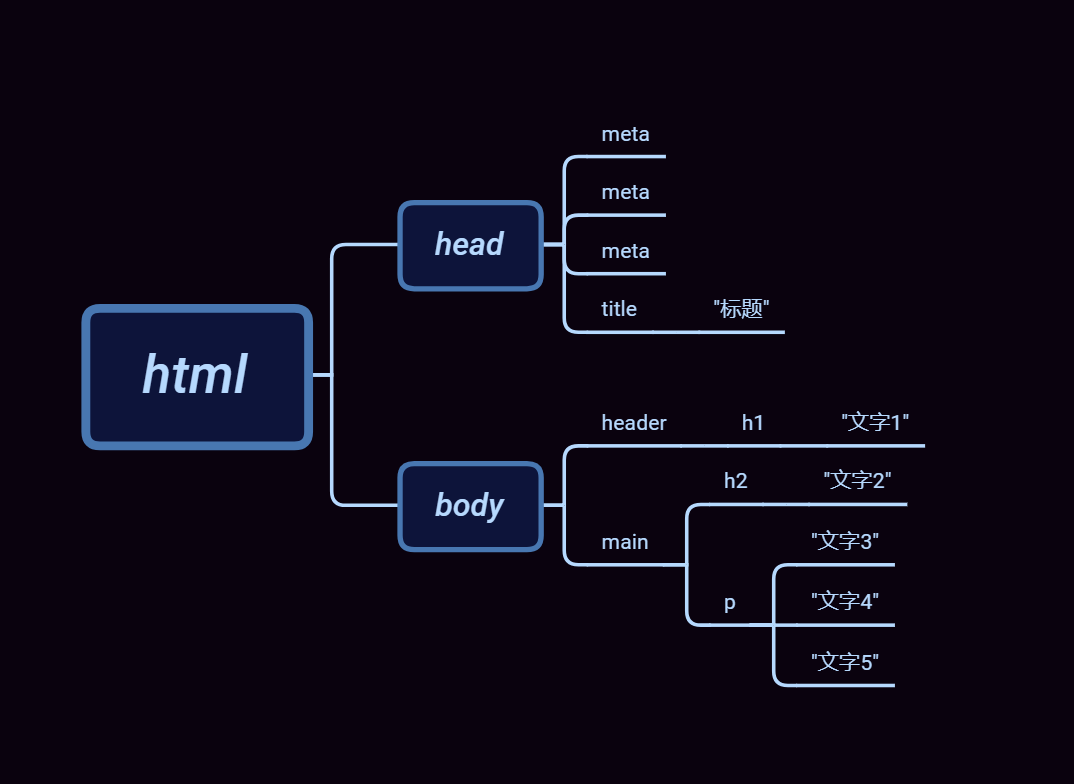 html
head
meta
meta
meta
title "标题"
body
header h1 "文字1"
main
h2 "文字2"
p
"文字3"
"文字4"
"文字5"